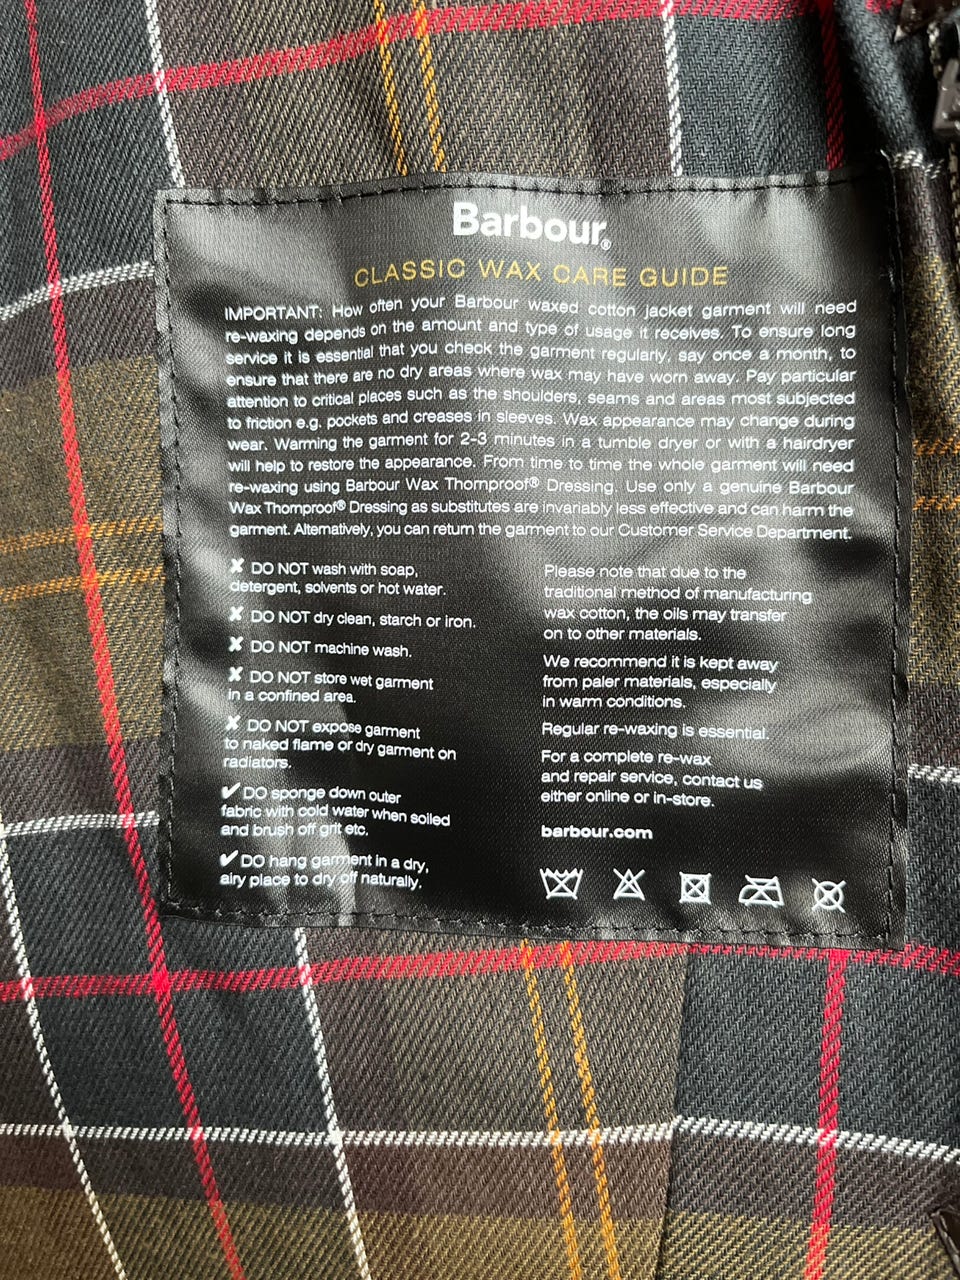 Barbour®
CLASSIC WAX CARE GUIDE
IMPORTANT: How often your Barbour waxed cotton jacket garment will need
re-waxing depends on the amount and type of usage it receives. To ensure long
service it is essential that you check the garment regularly, say once a month, to
ensure that there are no dry areas where wax may have worn away. Pay particular
attention to critical places such as the shoulders, seams and areas most subjected
to friction e.g. pockets and creases in sleeves. Wax appearance may change during
wear. Warming the garment for 2-3 minutes in a tumble dryer or with a hairdryer
will help to restore the appearance. From time to time the whole garment will need
re-waxing using Barbour Wax Thornproof® Dressing. Use only a genuine Barbour
Wax Thornproof® Dressing as substitutes are invariably less effective and can harm the
garment. Alternatively, you can return the garment to our Customer Service Department.
✘ DO NOT wash with soap,
detergent, solvents or hot water.
✘ DO NOT dry clean, starch or iron.
✘ DO NOT machine wash.
✘ DO NOT store wet garment
in a confined area.
✘ DO NOT expose garment
to naked flame or dry garment on
radiators.
✔ DO sponge down outer
fabric with cold water when soiled
and brush off grit etc.
✔ DO hang garment in a dry,
airy place to dry off naturally.
Please note that due to the
traditional method of manufacturing
wax cotton, the oils may transfer
on to other materials.
We recommend it is kept away
from paler materials, especially
in warm conditions.
Regular re-waxing is essential.
For a complete re-wax
and repair service, contact us
either online or in-store.
barbour.com